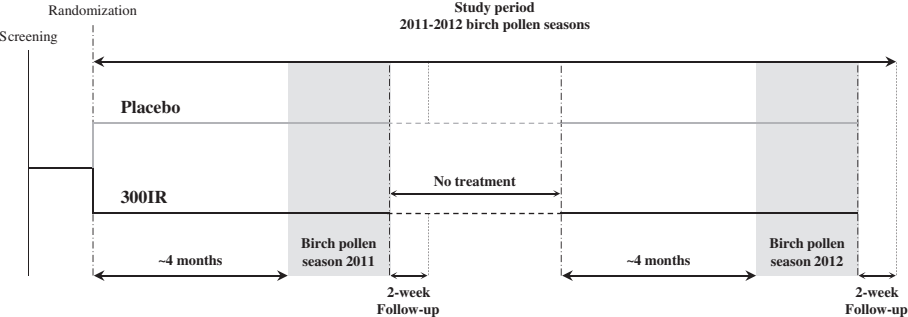 Study period
2011-2012 birch pollen seasons
Randomization
Screening
Placebo
300IR
No treatment
~4 months
Birch pollen
season 2011
2-week
Follow-up
~4 months
Birch pollen
season 2012
2-week
Follow-up